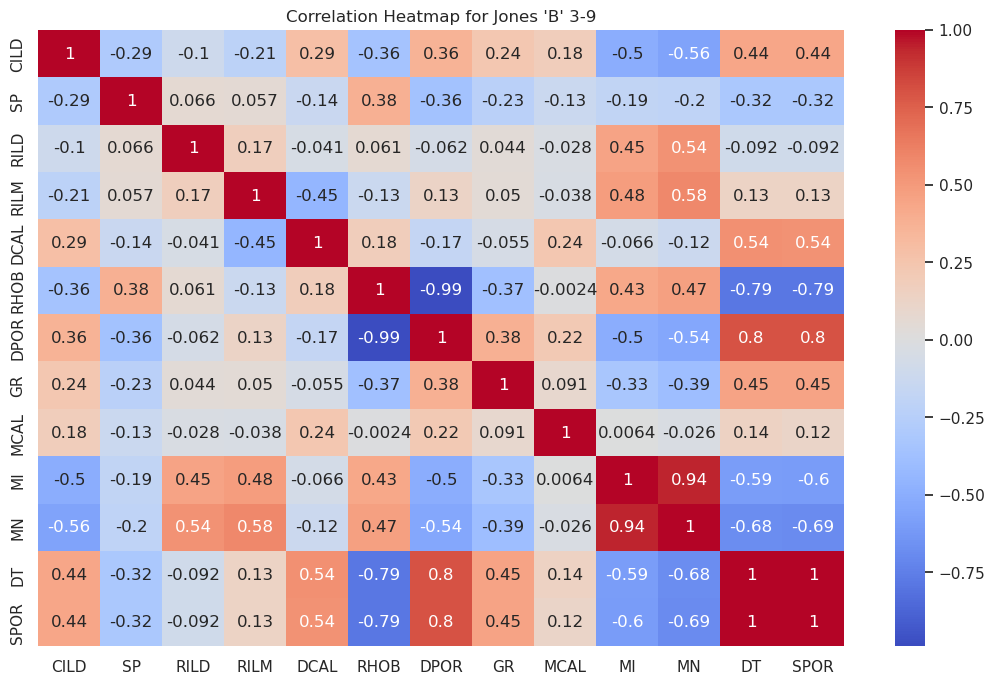 Correlation Heatmap for Jones 'B' 3-9
CILD 1 -0.29 -0.1 -0.21 0.29 -0.36 0.36 0.24 0.18 -0.5 -0.56 0.44 0.44
SP -0.29 1 0.066 0.057 -0.14 0.38 -0.36 -0.23 -0.13 -0.19 -0.2 -0.32 -0.32
RILD -0.1 0.066 1 0.17 -0.041 0.061 -0.062 0.044 -0.028 0.45 0.54 -0.092 -0.092
RILM -0.21 0.057 0.17 1 -0.45 -0.13 0.13 0.05 -0.038 0.48 0.58 0.13 0.13
DCAL 0.29 -0.14 -0.041 -0.45 1 0.18 -0.17 -0.055 0.24 -0.066 -0.12 0.54 0.54
RHOB -0.36 0.38 0.061 -0.13 0.18 1 -0.99 -0.37 -0.0024 0.43 0.47 -0.79 -0.79
DPOR 0.36 -0.36 -0.062 0.13 -0.17 -0.99 1 0.38 0.22 -0.5 -0.54 0.8 0.8
GR 0.24 -0.23 0.044 0.05 -0.055 -0.37 0.38 1 0.091 -0.33 -0.39 0.45 0.45
MCAL 0.18 -0.13 -0.028 -0.038 0.24 -0.0024 0.22 0.091 1 0.0064 -0.026 0.14 0.12
MI -0.5 -0.19 0.45 0.48 -0.066 0.43 -0.5 -0.33 0.0064 1 0.94 -0.59 -0.6
MN -0.56 -0.2 0.54 0.58 -0.12 0.47 -0.54 -0.39 -0.026 0.94 1 -0.68 -0.69
DT 0.44 -0.32 -0.092 0.13 0.54 -0.79 0.8 0.45 0.14 -0.59 -0.68 1 1
SPOR 0.44 -0.32 -0.092 0.13 0.54 -0.79 0.8 0.45 0.12 -0.6 -0.69 1 1
CILD SP RILD RILM DCAL RHOB DPOR GR MCAL MI MN DT SPOR
1.00
0.75
0.50
0.25
0.00
−0.25
−0.50
−0.75